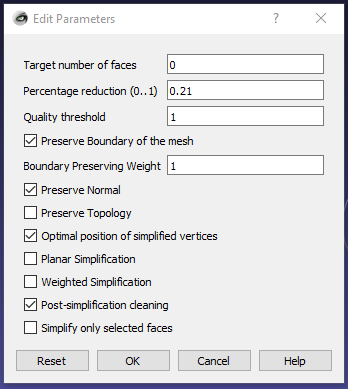 Edit Parameters
Target number of faces 0
Percentage reduction (0..1) 0.21
Quality threshold 1
Preserve Boundary of the mesh
Boundary Preserving Weight 1
Preserve Normal
Preserve Topology
Optimal position of simplified vertices
Planar Simplification
Weighted Simplification
Post-simplification cleaning
Simplify only selected faces
Reset OK Cancel Help